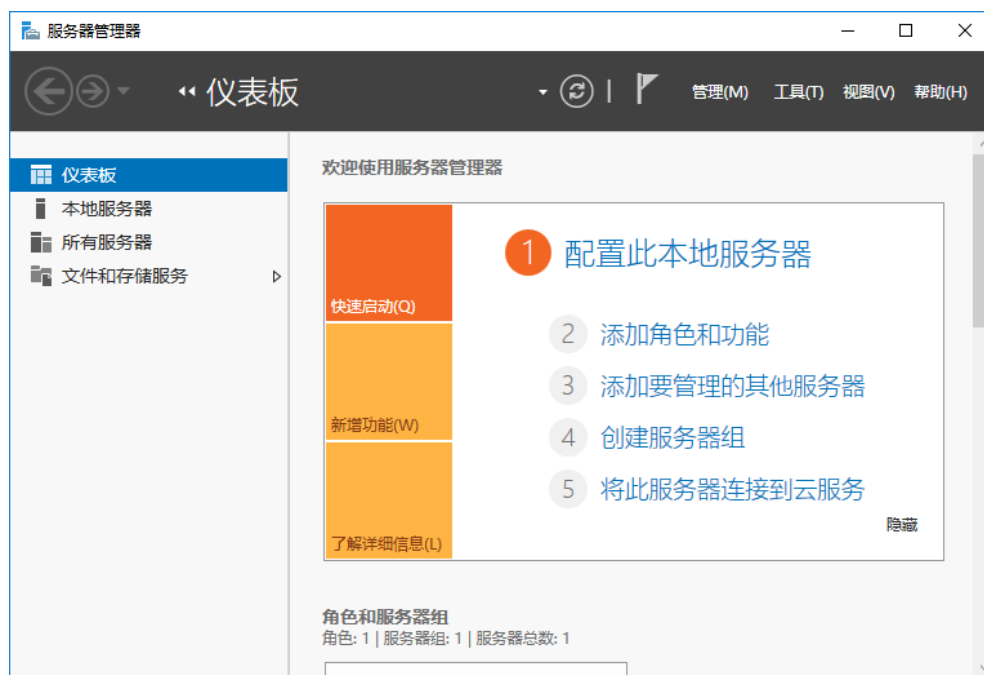 服务器管理器
仪表板
管理(M) 工具(T) 视图(V) 帮助(H)
仪表板
本地服务器
所有服务器
文件和存储服务
欢迎使用服务器管理器
快速启动(Q)
新增功能(W)
了解详细信息(L)
1 配置此本地服务器
2 添加角色和功能
3 添加要管理的其他服务器
4 创建服务器组
5 将此服务器连接到云服务
隐藏
角色和服务器组
角色: 1 | 服务器组: 1 | 服务器总数: 1